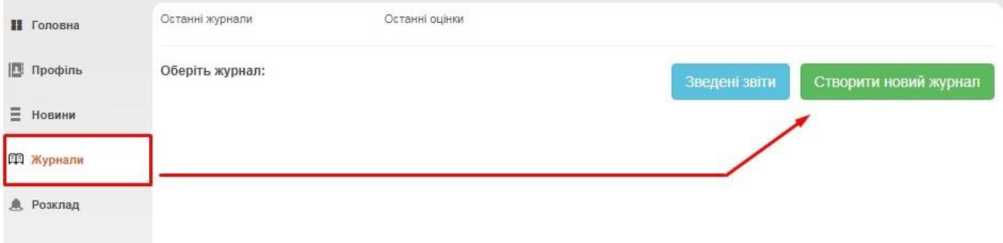 Головна
Профіль
Новини
Журнали
Розклад
Останні журнали
Останні оцінки
Оберіть журнал:
Зведені звіти
Створити новий журнал